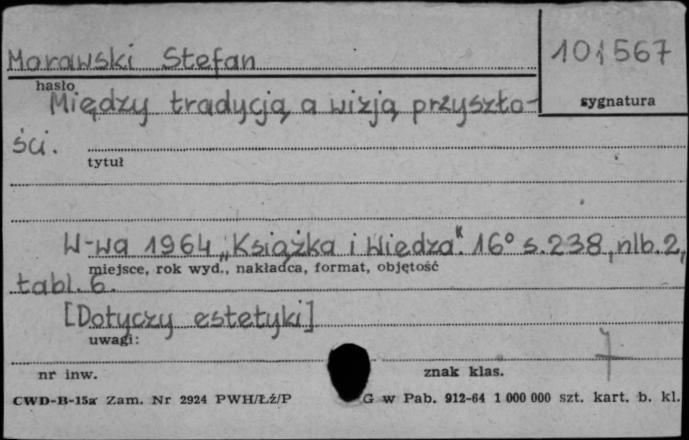 Morawski Stefan
101567
hasło
sygnatura
Między tradycją a wizją przyszło-
ści.
tytuł
W-wa 1964 „Książka i Wiedza". 16° s. 238, nlb. 2,
miejsce, rok wyd., nakładca, format, objętość
tabl. 6.
[Dotyczy estetyki]
uwagi:
7
nr inw.
znak klas.
CWD-B-15a Zam. Nr 2924 PWH/Łź/P
G w Pab. 912-64 1 000 000 szt. kart. b. kl.